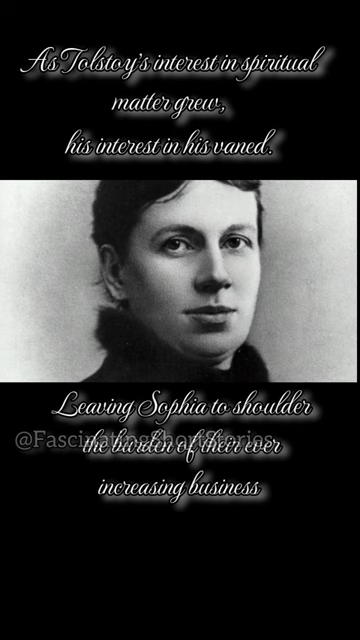 As Tolstoy's interest in spiritual
matter grew,
his interest in his vaned.
Leaving Sophia to shoulder
@FascinatingShortStories
the burden of their ever
increasing business